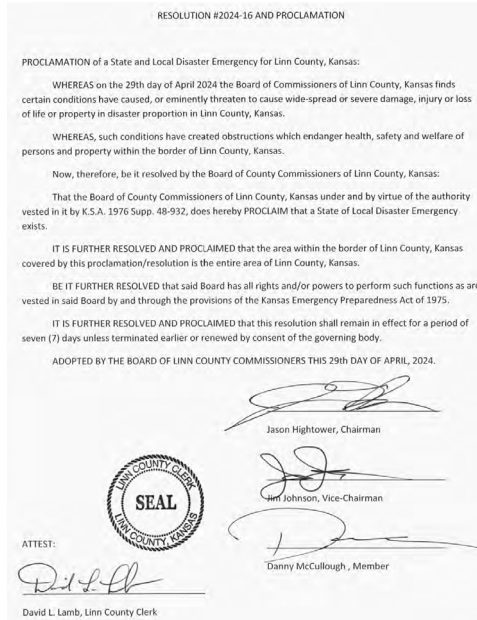 RESOLUTION #2024-16 AND PROCLAMATION
PROCLAMATION of a State and Local Disaster Emergency for Linn County, Kansas:
WHEREAS on the 29th day of April 2024 the Board of Commissioners of Linn County, Kansas finds
certain conditions have caused, or eminently threaten to cause wide-spread or severe damage, injury or loss
of life or property in disaster proportion in Linn County, Kansas.
WHEREAS, such conditions have created obstructions which endanger health, safety and welfare of
persons and property within the border of Linn County, Kansas.
Now, therefore, be it resolved by the Board of County Commissioners of Linn County, Kansas:
That the Board of County Commissioners of Linn County, Kansas under and by virtue of the authority
vested in it by K.S.A. 1976 Supp. 48-932, does hereby PROCLAIM that a State of Local Disaster Emergency
exists.
IT IS FURTHER RESOLVED AND PROCLAIMED that the area within the border of Linn County, Kansas
covered by this proclamation/resolution is the entire area of Linn County, Kansas.
BE IT FURTHER RESOLVED that said Board has all rights and/or powers to perform such functions as are
vested in said Board by and through the provisions of the Kansas Emergency Preparedness Act of 1975.
IT IS FURTHER RESOLVED AND PROCLAIMED that this resolution shall remain in effect for a period of
seven (7) days unless terminated earlier or renewed by consent of the governing body.
ADOPTED BY THE BOARD OF LINN COUNTY COMMISSIONERS THIS 29th DAY OF APRIL, 2024.
Jason Hightower, Chairman
LINN COUNTY CLERK
SEAL
LINN COUNTY, KANSAS
Jim Johnson, Vice-Chairman
ATTEST:
Danny McCullough , Member
David L. Lamb, Linn County Clerk